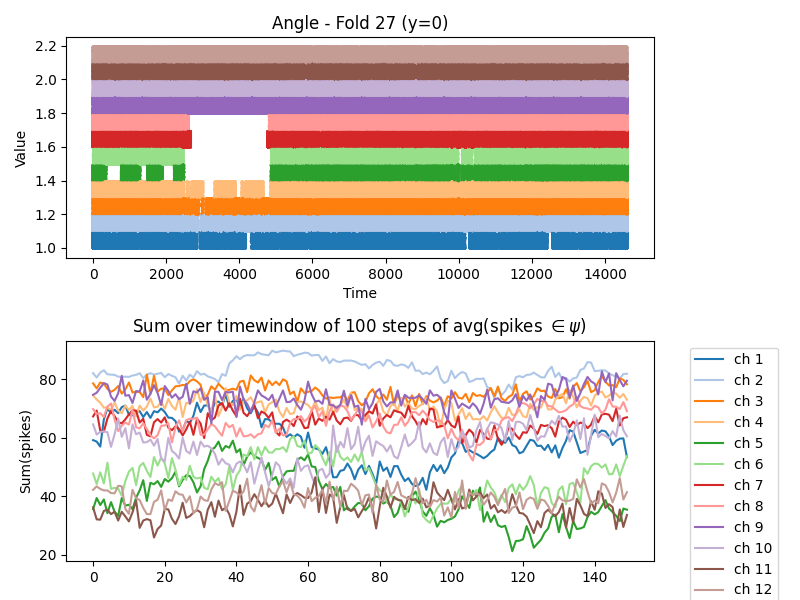 Angle - Fold 27 (y=0)
2.2
2.0
1.8
1.6
1.4
1.2
1.0
Value
0 2000 4000 6000 8000 10000 12000 14000
Time
Sum over timewindow of 100 steps of avg(spikes ∈ ψ)
80
60
40
20
Sum(spikes)
0 20 40 60 80 100 120 140
ch 1
ch 2
ch 3
ch 4
ch 5
ch 6
ch 7
ch 8
ch 9
ch 10
ch 11
ch 12